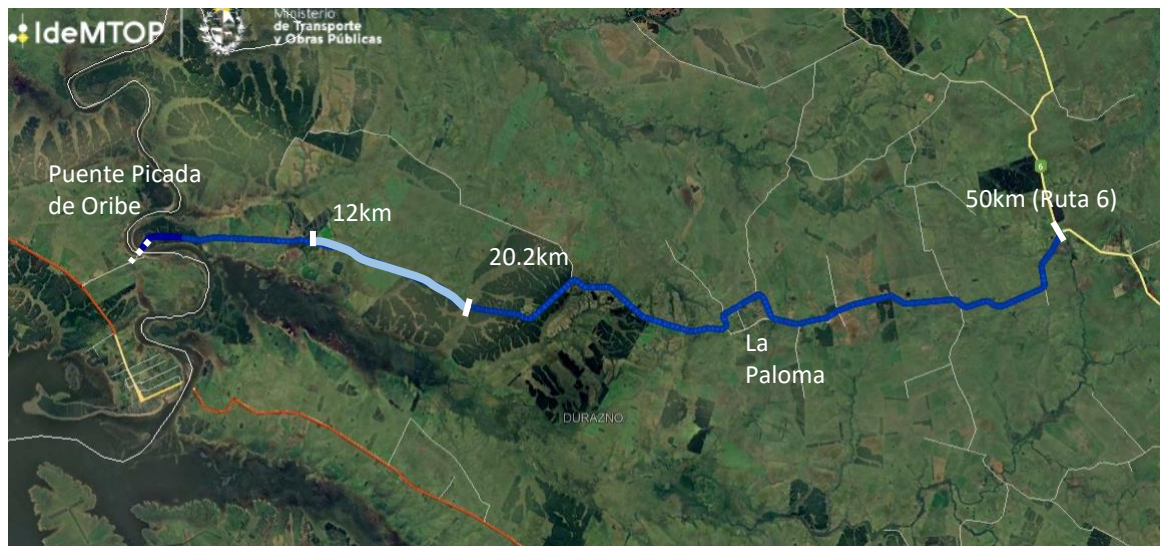 IdeMTOP
Ministerio
de Transporte
y Obras Públicas
Puente Picada
de Oribe
12km
20.2km
50km (Ruta 6)
6
La
Paloma
DURAZNO